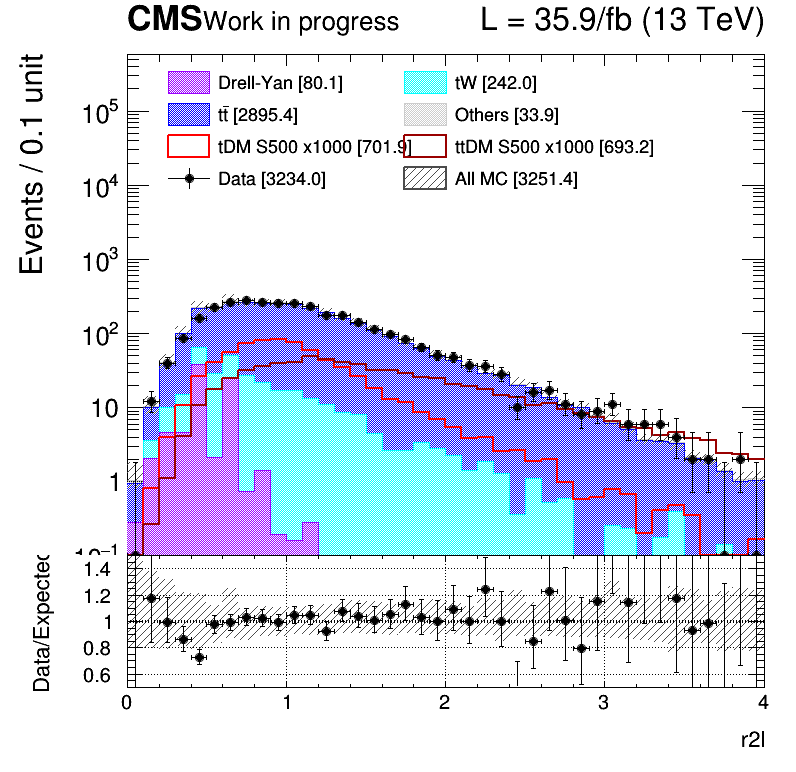 CMS Work in progress L = 35.9/fb (13 TeV)
Events / 0.1 unit
Drell-Yan [80.1] tW [242.0]
tt̄ [2895.4] Others [33.9]
tDM S500 x1000 [701.9] ttDM S500 x1000 [693.2]
Data [3234.0] All MC [3251.4]
10⁵
10⁴
10³
10²
10
1
10⁻¹
Data/Expected
1.4
1.2
1
0.8
0.6
0 1 2 3 4
r2l